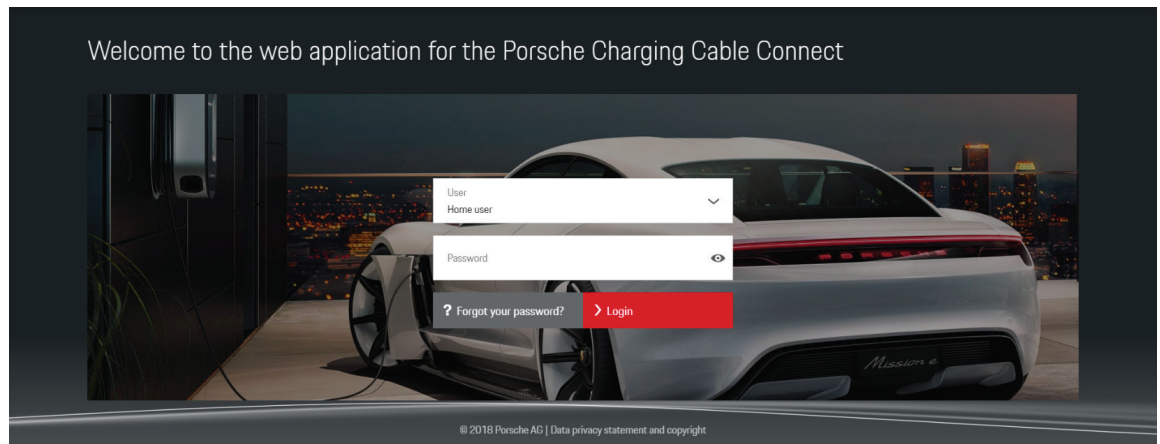 Welcome to the web application for the Porsche Charging Cable Connect
User
Home user
Password
? Forgot your password?
Login
Mission e
© 2018 Porsche AG | Data privacy statement and copyright